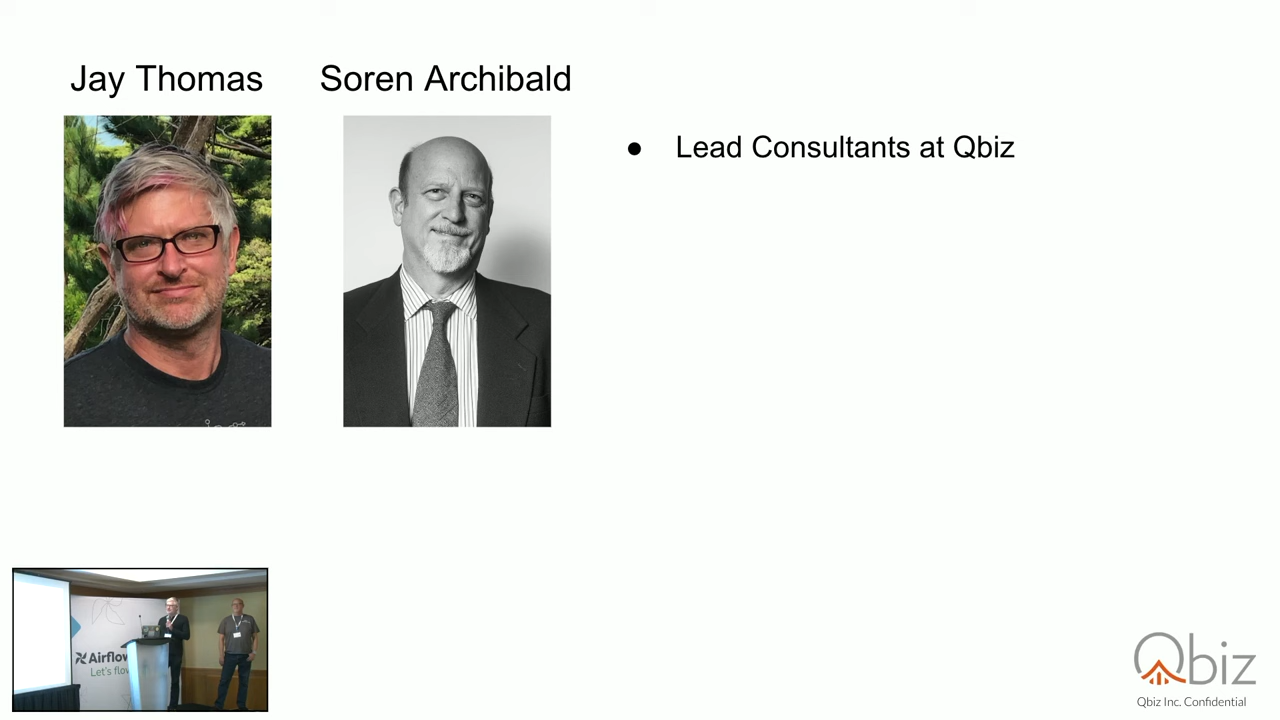 Jay Thomas
Soren Archibald
● Lead Consultants at Qbiz
Airflow
Let's flow
Qbiz
Qbiz Inc. Confidential